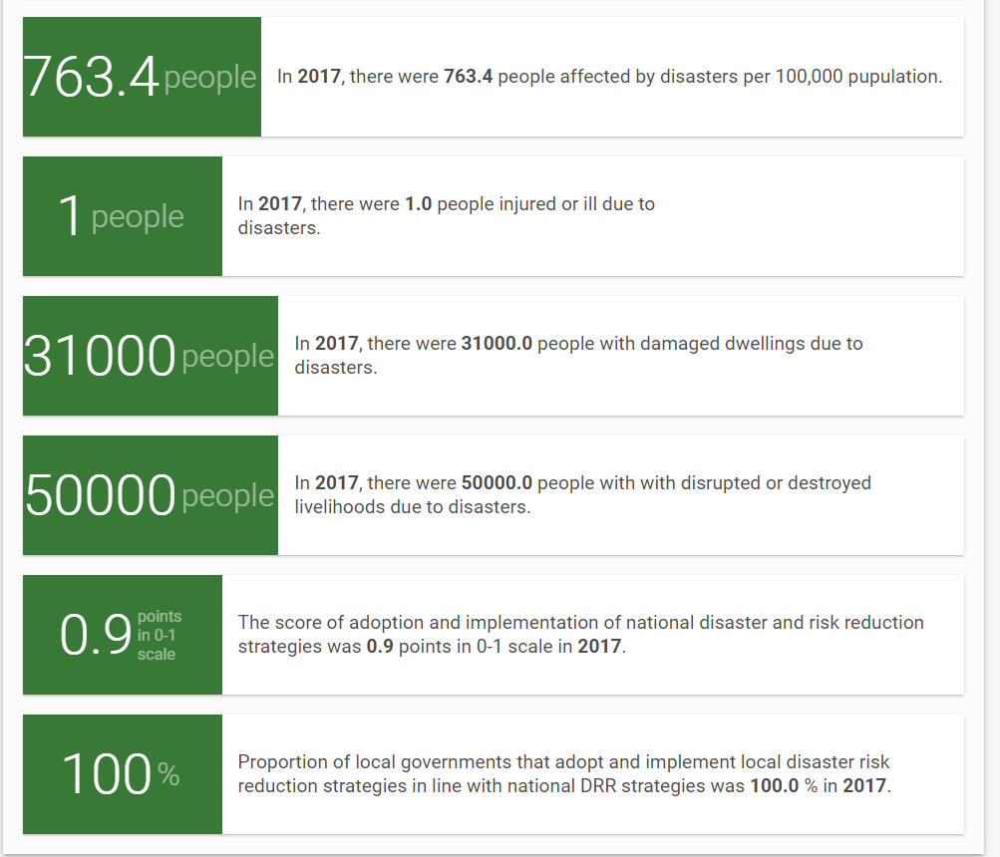 763.4 people
In 2017, there were 763.4 people affected by disasters per 100,000 pupulation.
1 people
In 2017, there were 1.0 people injured or ill due to
disasters.
31000 people
In 2017, there were 31000.0 people with damaged dwellings due to
disasters.
50000 people
In 2017, there were 50000.0 people with with disrupted or destroyed
livelihoods due to disasters.
0.9 points
in 0-1
scale
The score of adoption and implementation of national disaster and risk reduction
strategies was 0.9 points in 0-1 scale in 2017.
100 %
Proportion of local governments that adopt and implement local disaster risk
reduction strategies in line with national DRR strategies was 100.0 % in 2017.